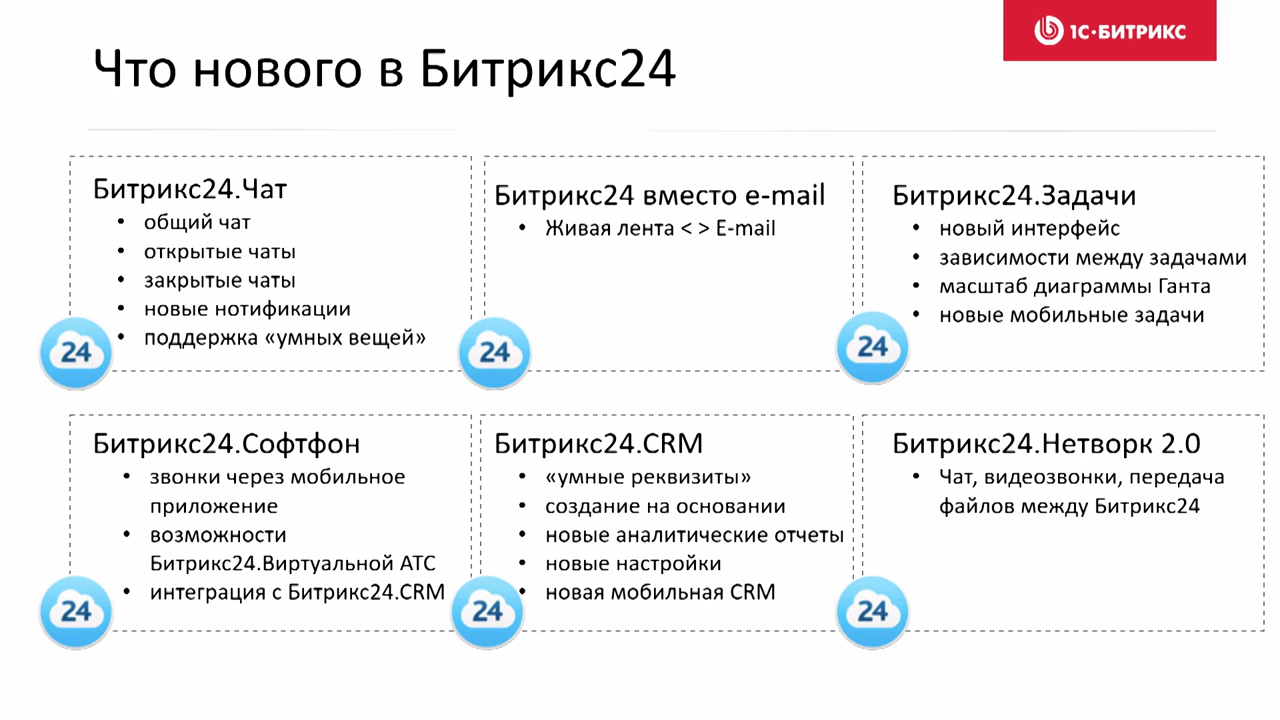 1С·БИТРИКС
Что нового в Битрикс24
Битрикс24.Чат
• общий чат
• открытые чаты
• закрытые чаты
• новые нотификации
• поддержка «умных вещей»
24
Битрикс24 вместо e-mail
• Живая лента < > E-mail
24
Битрикс24.Задачи
• новый интерфейс
• зависимости между задачами
• масштаб диаграммы Ганта
• новые мобильные задачи
24
Битрикс24.Софтфон
• звонки через мобильное
приложение
• возможности
Битрикс24.Виртуальной АТС
• интеграция с Битрикс24.CRM
24
Битрикс24.CRM
• «умные реквизиты»
• создание на основании
• новые аналитические отчеты
• новые настройки
• новая мобильная CRM
24
Битрикс24.Нетворк 2.0
• Чат, видеозвонки, передача
файлов между Битрикс24
24